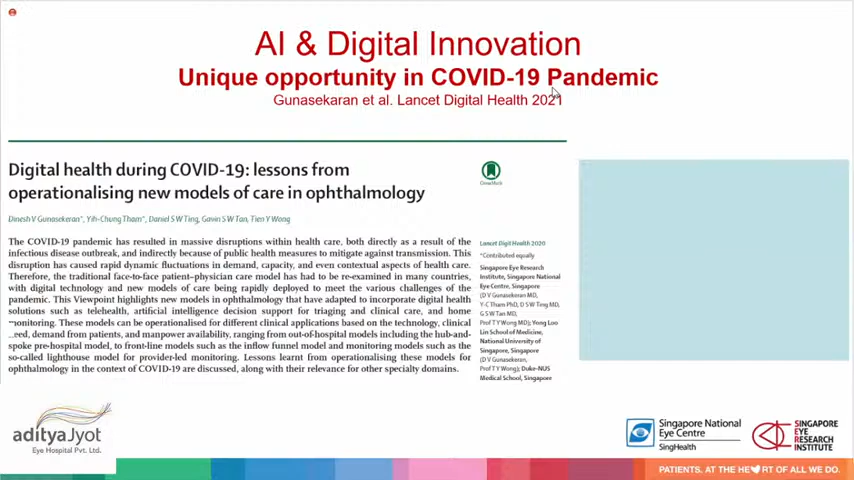 AI & Digital Innovation
Unique opportunity in COVID-19 Pandemic
Gunasekaran et al. Lancet Digital Health 2021
Digital health during COVID-19: lessons from
operationalising new models of care in ophthalmology
Dinesh V Gunasekaran*, Yih-Chung Tham*, Daniel S W Ting, Gavin S W Tan, Tien Y Wong
The COVID-19 pandemic has resulted in massive disruptions within health care, both directly as a result of the
infectious disease outbreak, and indirectly because of public health measures to mitigate against transmission. This
disruption has caused rapid dynamic fluctuations in demand, capacity, and even contextual aspects of health care.
Therefore, the traditional face-to-face patient–physician care model has had to be re-examined in many countries,
with digital technology and new models of care being rapidly deployed to meet the various challenges of the
pandemic. This Viewpoint highlights new models in ophthalmology that have adapted to incorporate digital health
solutions such as telehealth, artificial intelligence decision support for triaging and clinical care, and home
monitoring. These models can be operationalised for different clinical applications based on the technology, clinical
need, demand from patients, and manpower availability, ranging from out-of-hospital models including the hub-and-
spoke pre-hospital model, to front-line models such as the inflow funnel model and monitoring models such as the
so-called lighthouse model for provider-led monitoring. Lessons learnt from operationalising these models for
ophthalmology in the context of COVID-19 are discussed, along with their relevance for other specialty domains.
CrossMark
Lancet Digit Health 2020
*Contributed equally
Singapore Eye Research
Institute, Singapore National
Eye Centre, Singapore
(D V Gunasekeran MD,
Y-C Tham PhD, D S W Ting MD,
G S W Tan MD,
Prof T Y Wong MD); Yong Loo
Lin School of Medicine,
National University of
Singapore, Singapore
(D V Gunasekeran,
Prof T Y Wong); Duke-NUS
Medical School, Singapore
adityaJyot
Eye Hospital Pvt. Ltd.
Singapore National
Eye Centre
SingHealth
SINGAPORE
EYE
RESEARCH
INSTITUTE
PATIENTS. AT THE HE RT OF ALL WE DO.